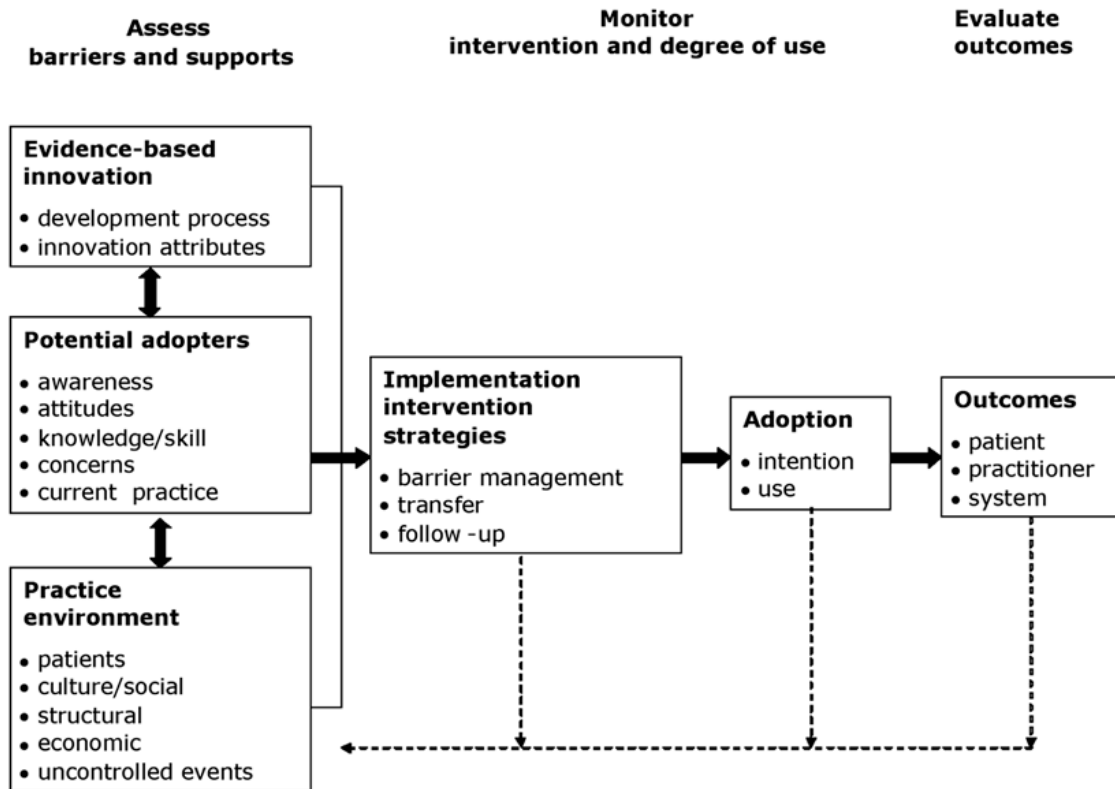 Assess
barriers and supports
Monitor
intervention and degree of use
Evaluate
outcomes
Evidence-based
innovation
• development process
• innovation attributes
Potential adopters
• awareness
• attitudes
• knowledge/skill
• concerns
• current practice
Practice
environment
• patients
• culture/social
• structural
• economic
• uncontrolled events
Implementation
intervention
strategies
• barrier management
• transfer
• follow -up
Adoption
• intention
• use
Outcomes
• patient
• practitioner
• system